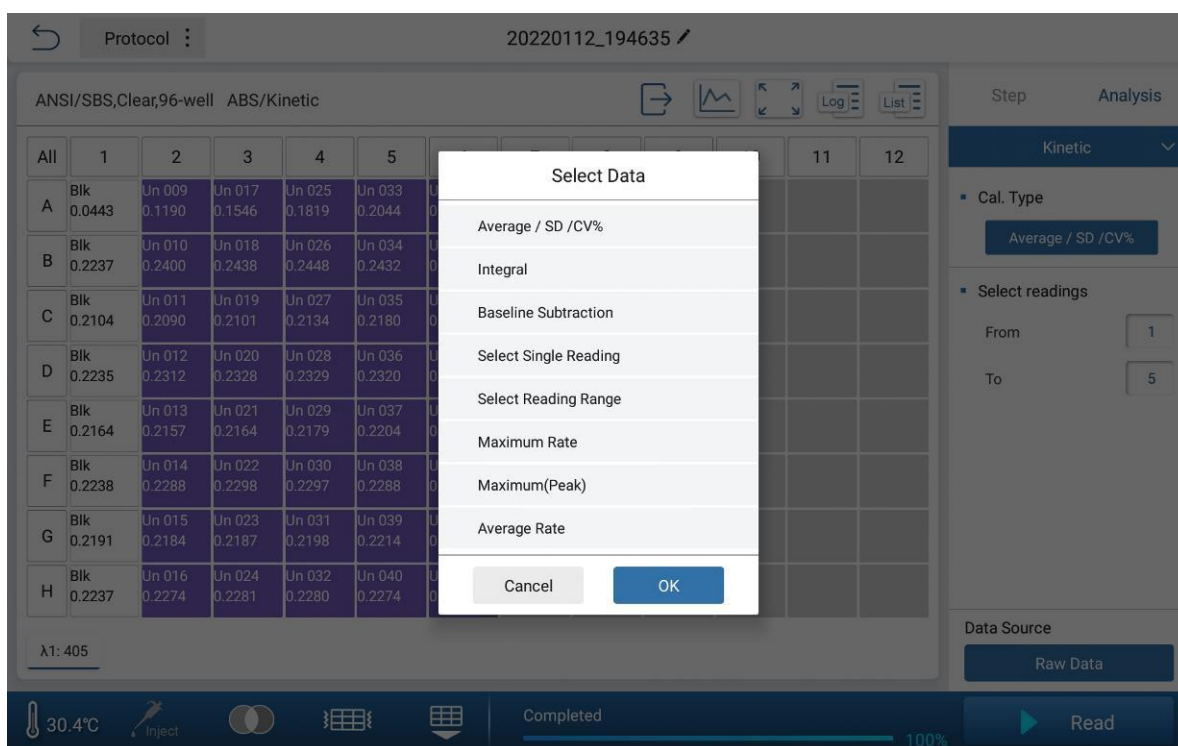 Protocol
20220112_194635
ANSI/SBS,Clear,96-well ABS/Kinetic
Log
List
Step Analysis
All 1 2 3 4 5 11 12
Kinetic
A
Blk Un 009 Un 017 Un 025 Un 033
0.0443 0.1190 0.1546 0.1819 0.2044
B
Blk Un 010 Un 018 Un 026 Un 034
0.2237 0.2400 0.2438 0.2448 0.2432
C
Blk Un 011 Un 019 Un 027 Un 035
0.2104 0.2090 0.2101 0.2134 0.2180
D
Blk Un 012 Un 020 Un 028 Un 036
0.2235 0.2312 0.2328 0.2329 0.2320
E
Blk Un 013 Un 021 Un 029 Un 037
0.2164 0.2157 0.2164 0.2179 0.2204
F
Blk Un 014 Un 022 Un 030 Un 038
0.2238 0.2288 0.2298 0.2297 0.2288
G
Blk Un 015 Un 023 Un 031 Un 039
0.2191 0.2184 0.2187 0.2198 0.2214
H
Blk Un 016 Un 024 Un 032 Un 040
0.2237 0.2274 0.2281 0.2280 0.2274
λ1: 405
Select Data
Average / SD /CV%
Integral
Baseline Subtraction
Select Single Reading
Select Reading Range
Maximum Rate
Maximum(Peak)
Average Rate
Cancel OK
Cal. Type
Average / SD /CV%
Select readings
From 1
To 5
Data Source
Raw Data
30.4℃
Inject
Completed
100%
Read